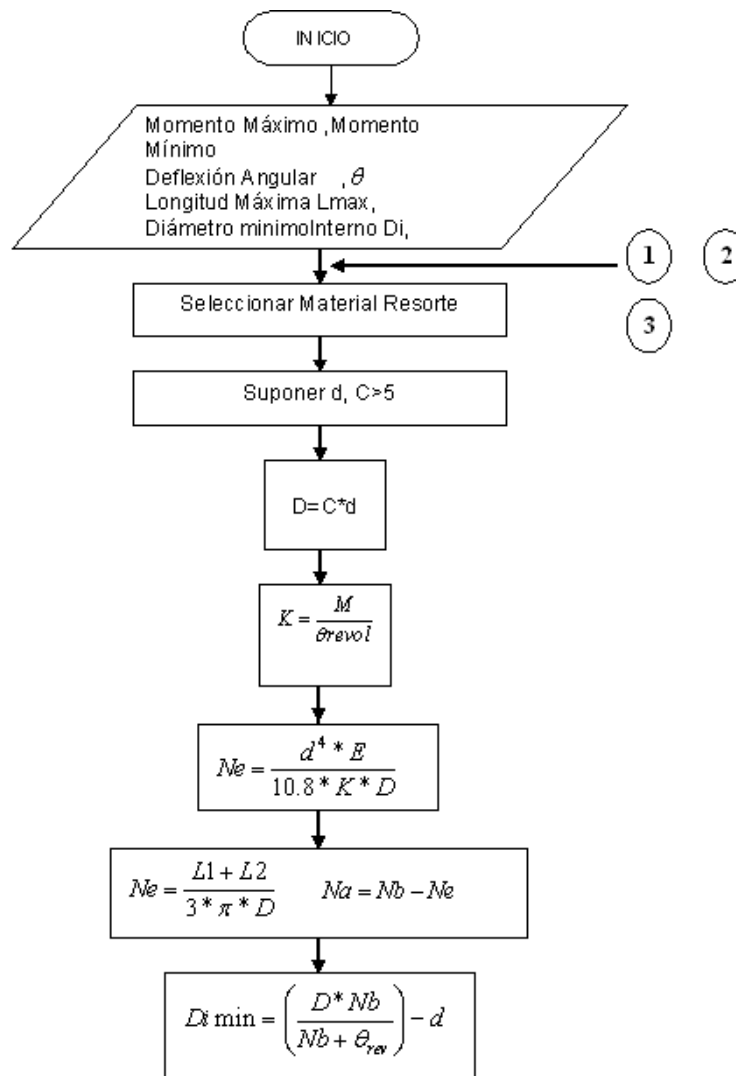 INICIO
Momento Máximo ,Momento
Mínimo
Deflexión Angular , θ
Longitud Máxima Lmax,
Diámetro minimoInterno Di,
1 2
Seleccionar Material Resorte
3
Suponer d, C>5
D=C*d
K = M / θrevol
Ne = d^4 * E / 10.8 * K * D
Ne = L1 + L2 / 3 * π * D Na = Nb − Ne
Di min = ( D * Nb / Nb + θrev ) − d